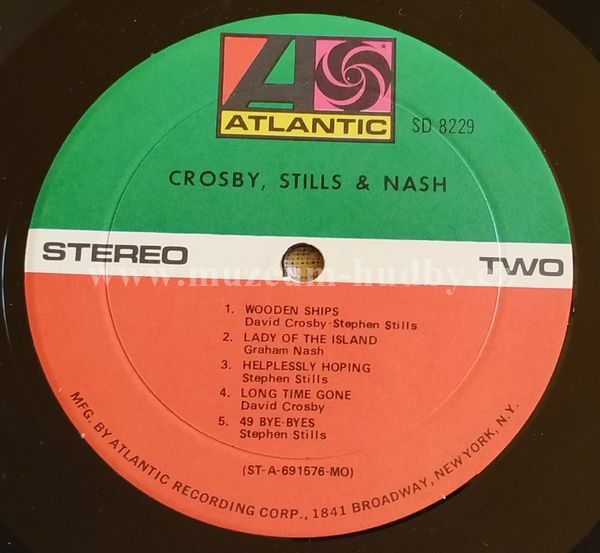 ATLANTIC
SD 8229
CROSBY, STILLS & NASH
STEREO
TWO
1. WOODEN SHIPS
David Crosby-Stephen Stills
2. LADY OF THE ISLAND
Graham Nash
3. HELPLESSLY HOPING
Stephen Stills
4. LONG TIME GONE
David Crosby
5. 49 BYE-BYES
Stephen Stills
(ST-A-691576-MO)
MFG. BY ATLANTIC RECORDING CORP., 1841 BROADWAY, NEW YORK, N.Y.
www.muzeum-hudby.c